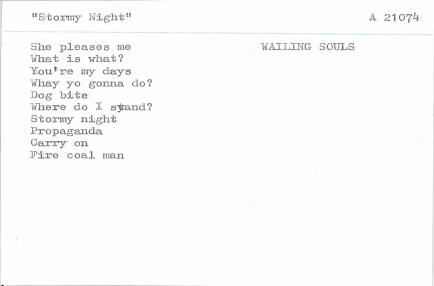 "Stormy Night" A 21074
She pleases me WAILING SOULS
What is what?
You're my days
Whay yo gonna do?
Dog bite
Where do I stand?
Stormy night
Propaganda
Carry on
Fire coal man